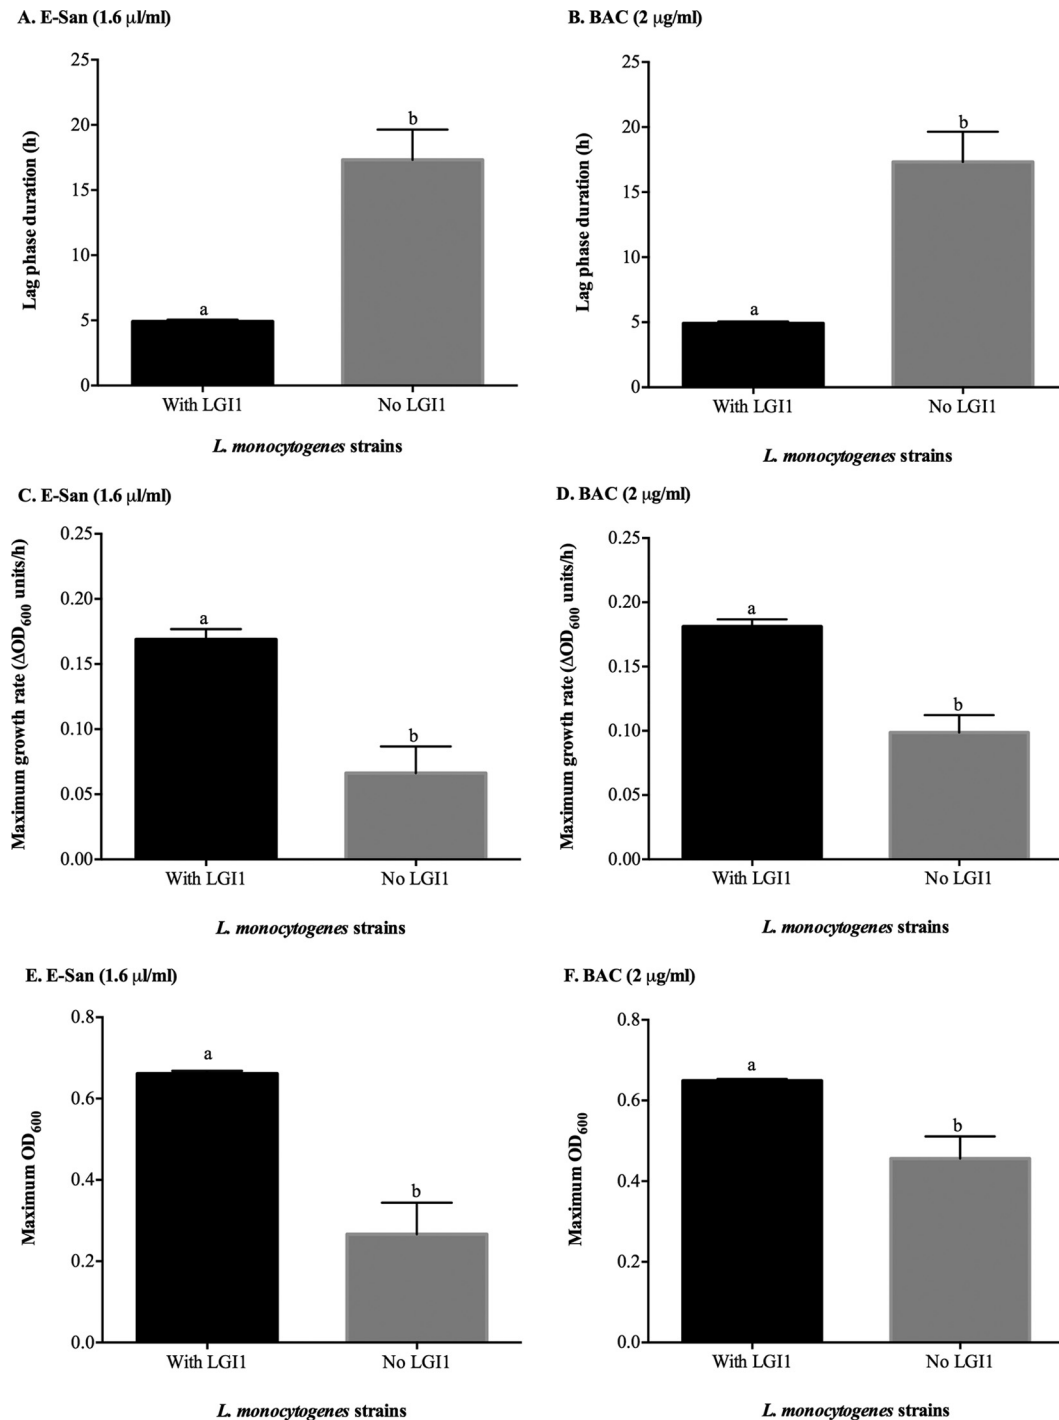 A. E-San (1.6 μl/ml)
Lag phase duration (h)
25
20
15
10
5
0
a
b
With LGI1
No LGI1
L. monocytogenes strains
B. BAC (2 μg/ml)
Lag phase duration (h)
25
20
15
10
5
0
a
b
With LGI1
No LGI1
L. monocytogenes strains
C. E-San (1.6 μl/ml)
Maximum growth rate (ΔOD600 units/h)
0.25
0.20
0.15
0.10
0.05
0.00
a
b
With LGI1
No LGI1
L. monocytogenes strains
D. BAC (2 μg/ml)
Maximum growth rate (ΔOD600 units/h)
0.25
0.20
0.15
0.10
0.05
0.00
a
b
With LGI1
No LGI1
L. monocytogenes strains
E. E-San (1.6 μl/ml)
Maximum OD600
0.8
0.6
0.4
0.2
0.0
a
b
With LGI1
No LGI1
L. monocytogenes strains
F. BAC (2 μg/ml)
Maximum OD600
0.8
0.6
0.4
0.2
0.0
a
b
With LGI1
No LGI1
L. monocytogenes strains